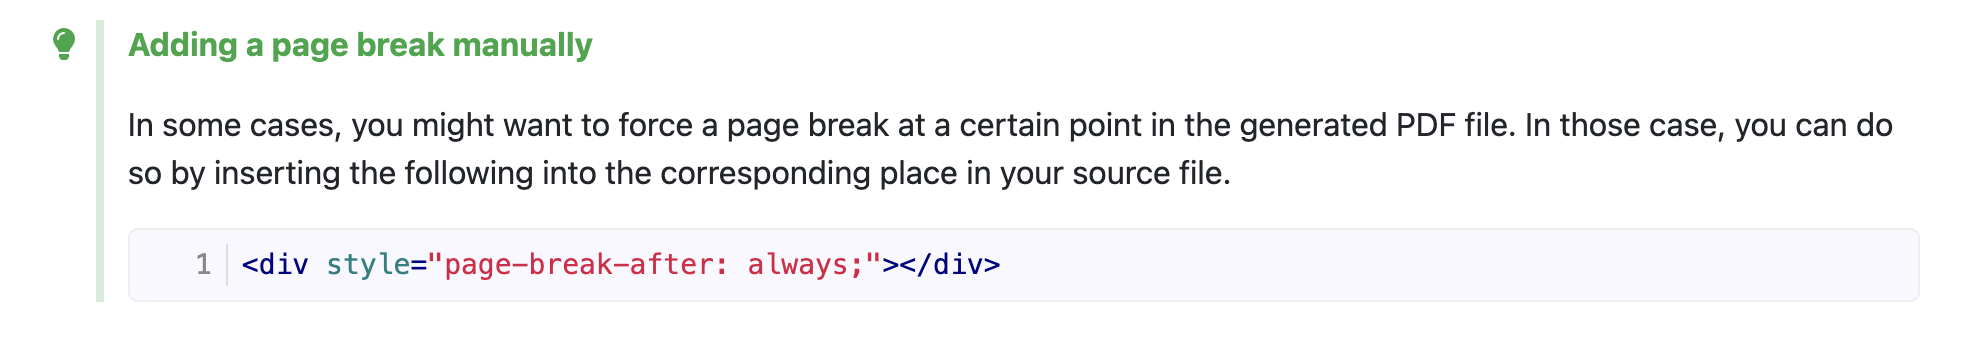 Adding a page break manually
In some cases, you might want to force a page break at a certain point in the generated PDF file. In those case, you can do
so by inserting the following into the corresponding place in your source file.
1 <div style="page-break-after: always;"></div>